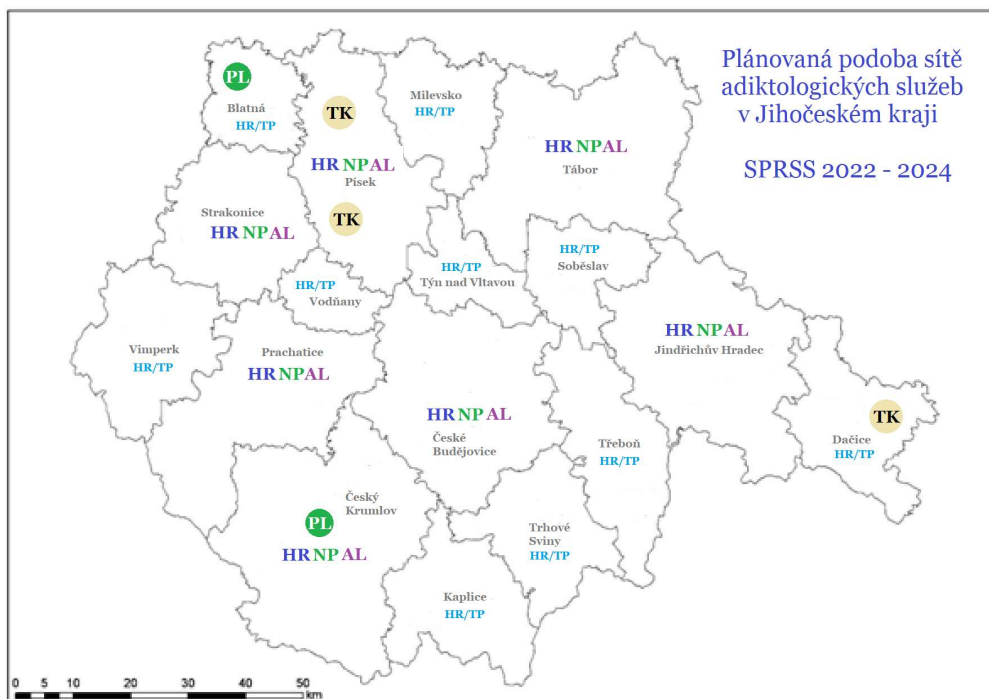 Plánovaná podoba sítě
adiktologických služeb
v Jihočeském kraji
SPRSS 2022 - 2024
PL
Blatná
HR/TP
TK
HR NP AL
Písek
TK
Milevsko
HR/TP
HR NP AL
Tábor
Strakonice
HR NP AL
HR/TP
Vodňany
HR/TP
Týn nad Vltavou
HR/TP
Soběslav
HR NP AL
Jindřichův Hradec
Vimperk
HR/TP
Prachatice
HR NP AL
HR NP AL
České
Budějovice
Třeboň
HR/TP
TK
Dačice
HR/TP
Český
Krumlov
PL
HR NP AL
Trhové
Sviny
HR/TP
Kaplice
HR/TP
0 10 20 30 40 50
km